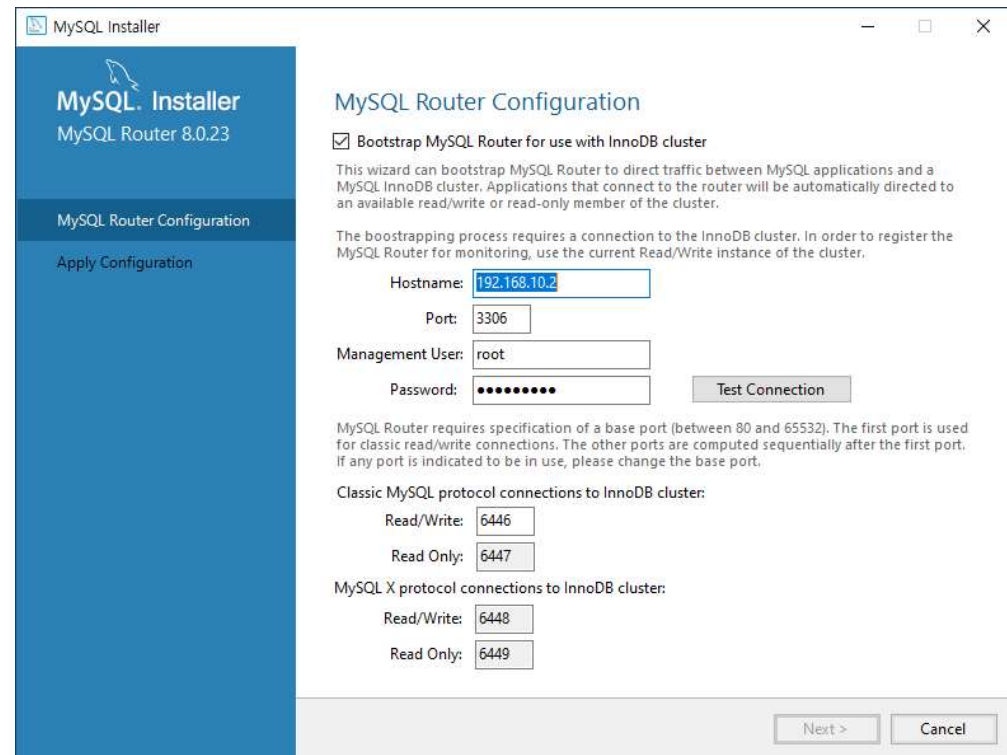 MySQL Installer
MySQL. Installer
MySQL Router 8.0.23
MySQL Router Configuration
Apply Configuration
MySQL Router Configuration
Bootstrap MySQL Router for use with InnoDB cluster
This wizard can bootstrap MySQL Router to direct traffic between MySQL applications and a
MySQL InnoDB cluster. Applications that connect to the router will be automatically directed to
an available read/write or read-only member of the cluster.
The boostrapping process requires a connection to the InnoDB cluster. In order to register the
MySQL Router for monitoring, use the current Read/Write instance of the cluster.
Hostname: 192.168.10.2
Port: 3306
Management User: root
Password: ●●●●●●●●● Test Connection
MySQL Router requires specification of a base port (between 80 and 65532). The first port is used
for classic read/write connections. The other ports are computed sequentially after the first port.
If any port is indicated to be in use, please change the base port.
Classic MySQL protocol connections to InnoDB cluster:
Read/Write: 6446
Read Only: 6447
MySQL X protocol connections to InnoDB cluster:
Read/Write: 6448
Read Only: 6449
Next > Cancel